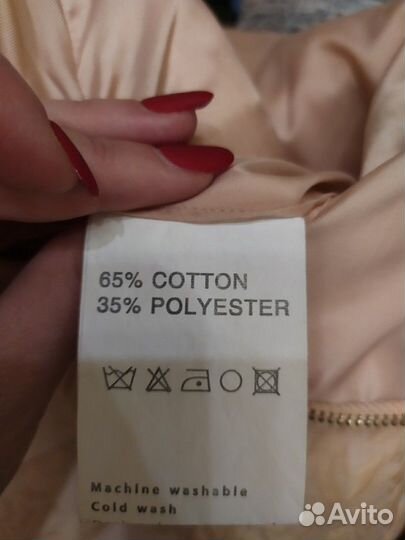 65% COTTON
35% POLYESTER
Machine washable
Cold wash
Avito